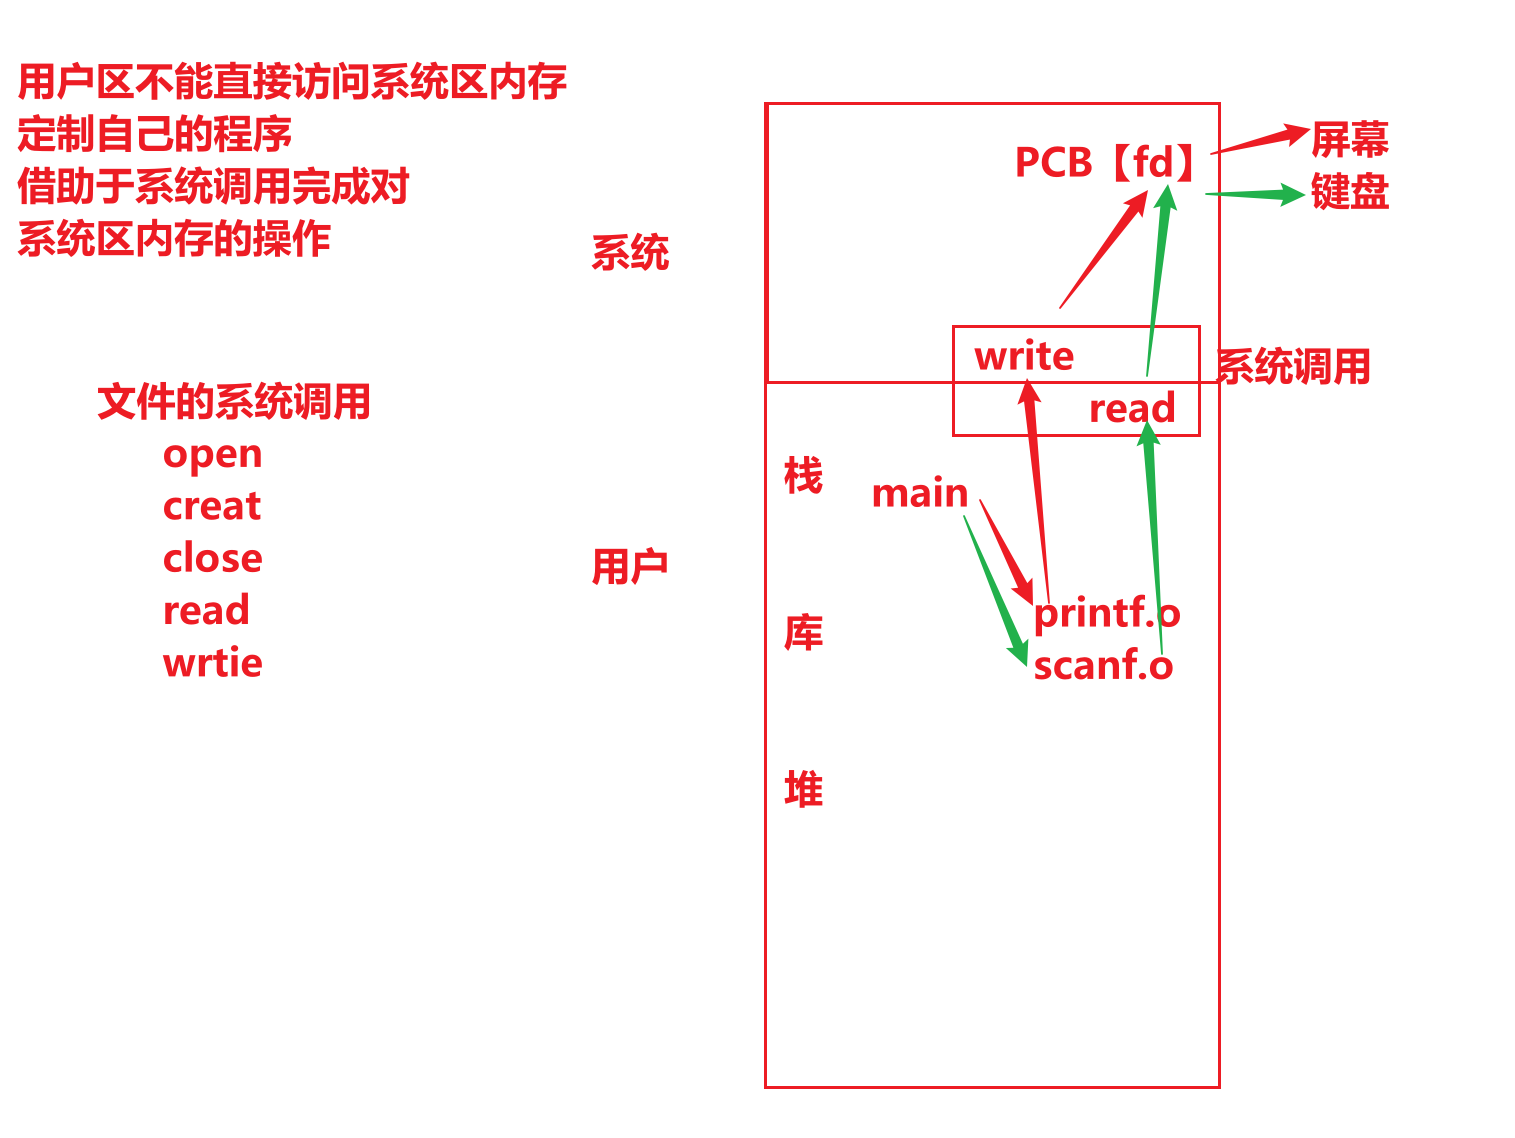 用户区不能直接访问系统区内存
定制自己的程序
借助于系统调用完成对
系统区内存的操作
系统
文件的系统调用
open
creat
close
read
wrtie
用户
PCB【fd】
屏幕
键盘
write
系统调用
read
栈
main
库
printf.o
scanf.o
堆